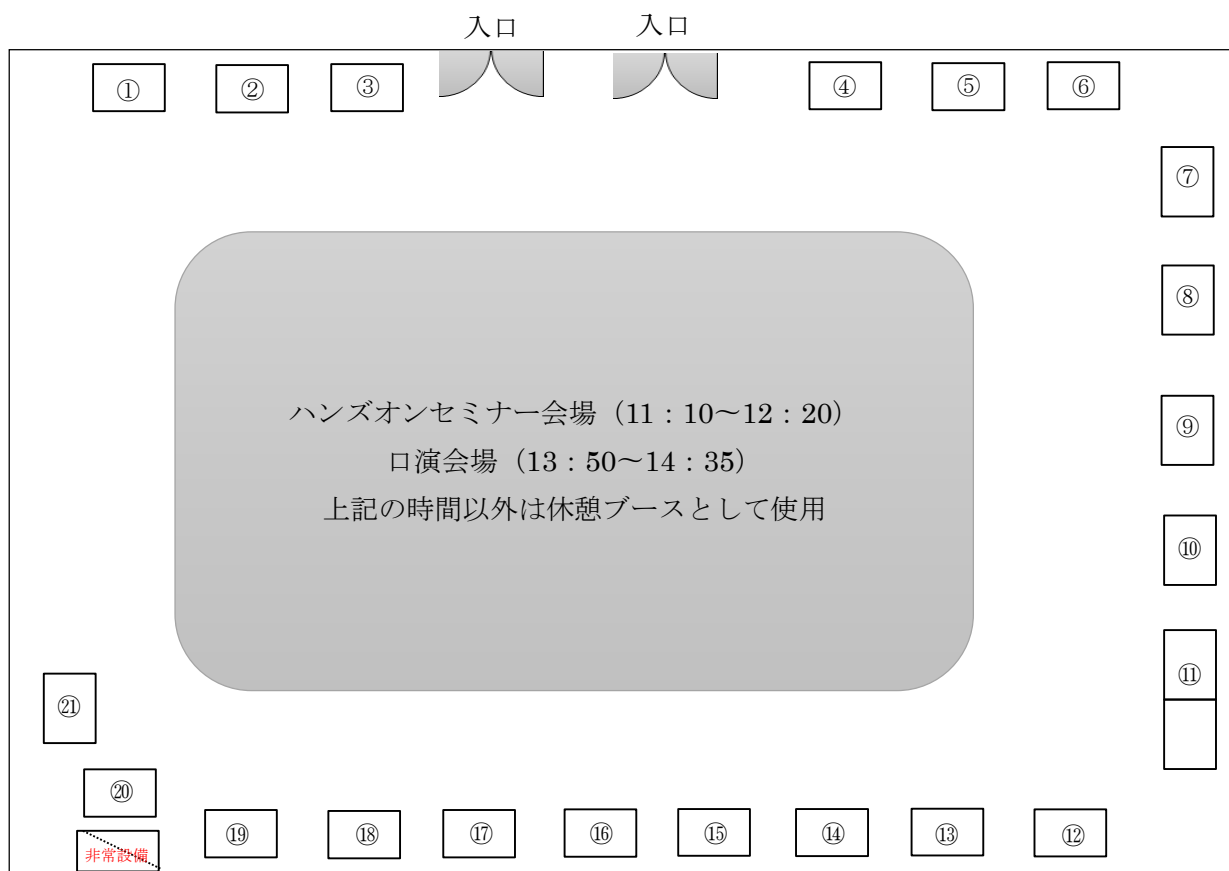 入口 入口
① ② ③ ④ ⑤ ⑥
⑦
⑧
ハンズオンセミナー会場（11：10～12：20）
⑨
口演会場（13：50～14：35）
上記の時間以外は休憩ブースとして使用
⑩
⑪
㉑
⑳
⑲ ⑱ ⑰ ⑯ ⑮ ⑭ ⑬ ⑫
非常設備